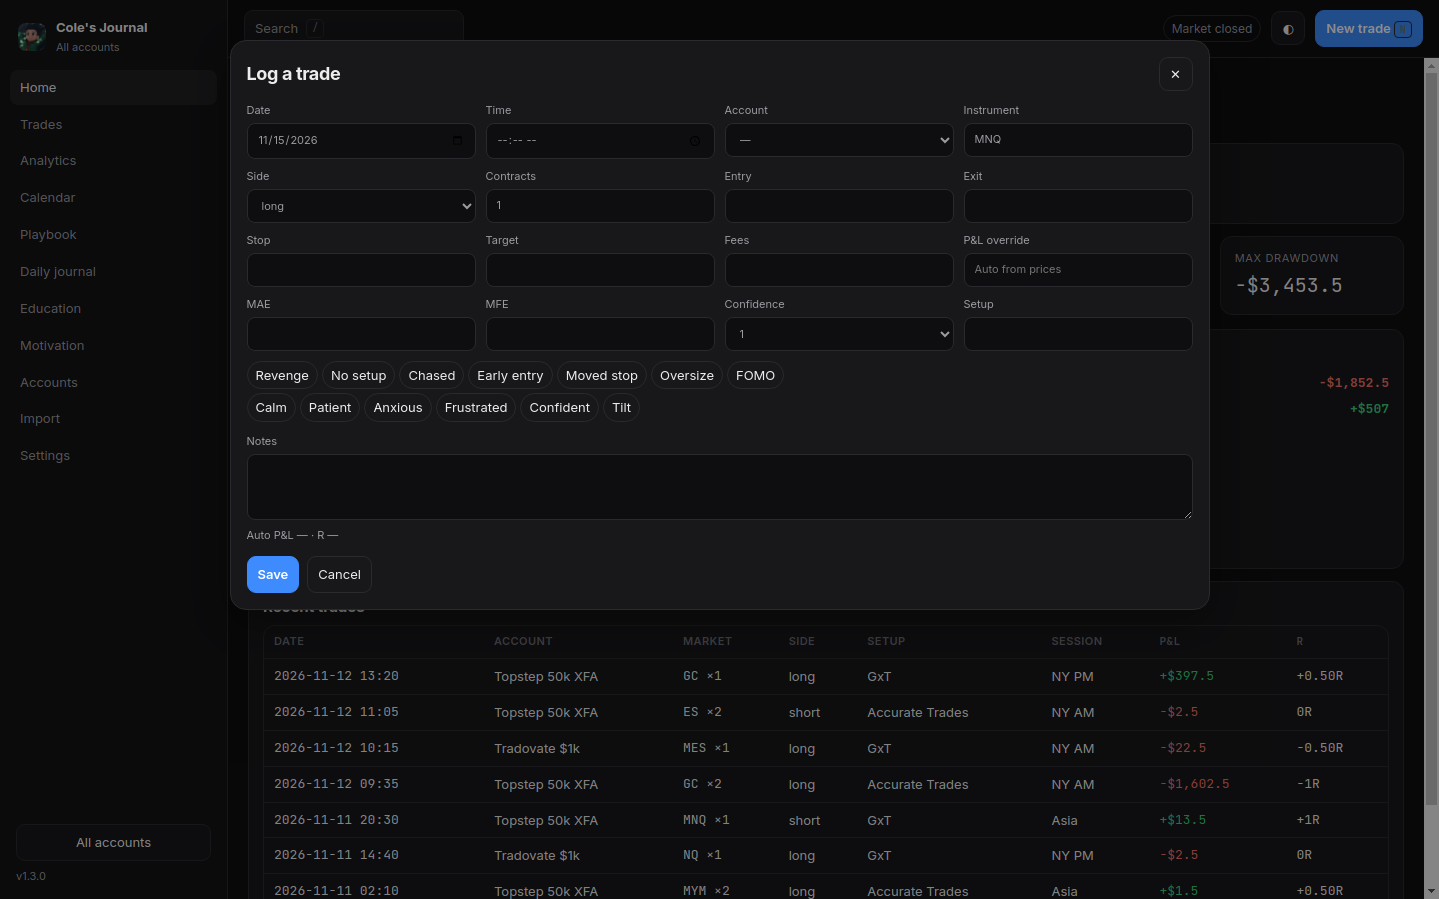 Cole's Journal
All accounts
Search /
Market closed
New trade
Home
Trades
Analytics
Calendar
Playbook
Daily journal
Education
Motivation
Accounts
Import
Settings
All accounts
v1.3.0
Log a trade
×
Date Time Account Instrument
11/15/2026 --:-- -- — MNQ
Side Contracts Entry Exit
long 1
Stop Target Fees P&L override
Auto from prices
MAE MFE Confidence Setup
1
Revenge No setup Chased Early entry Moved stop Oversize FOMO
Calm Patient Anxious Frustrated Confident Tilt
Notes
Auto P&L — · R —
Save Cancel
MAX DRAWDOWN
-$3,453.5
-$1,852.5
+$507
Recent trades
DATE ACCOUNT MARKET SIDE SETUP SESSION P&L R
2026-11-12 13:20 Topstep 50k XFA GC ×1 long GxT NY PM +$397.5 +0.50R
2026-11-12 11:05 Topstep 50k XFA ES ×2 short Accurate Trades NY AM -$2.5 0R
2026-11-12 10:15 Tradovate $1k MES ×1 long GxT NY AM -$22.5 -0.50R
2026-11-12 09:35 Topstep 50k XFA GC ×2 long Accurate Trades NY AM -$1,602.5 -1R
2026-11-11 20:30 Topstep 50k XFA MNQ ×1 short GxT Asia +$13.5 +1R
2026-11-11 14:40 Tradovate $1k NQ ×1 long GxT NY PM -$2.5 0R
2026-11-11 02:10 Topstep 50k XFA MYM ×2 long Accurate Trades Asia +$1.5 +0.50R